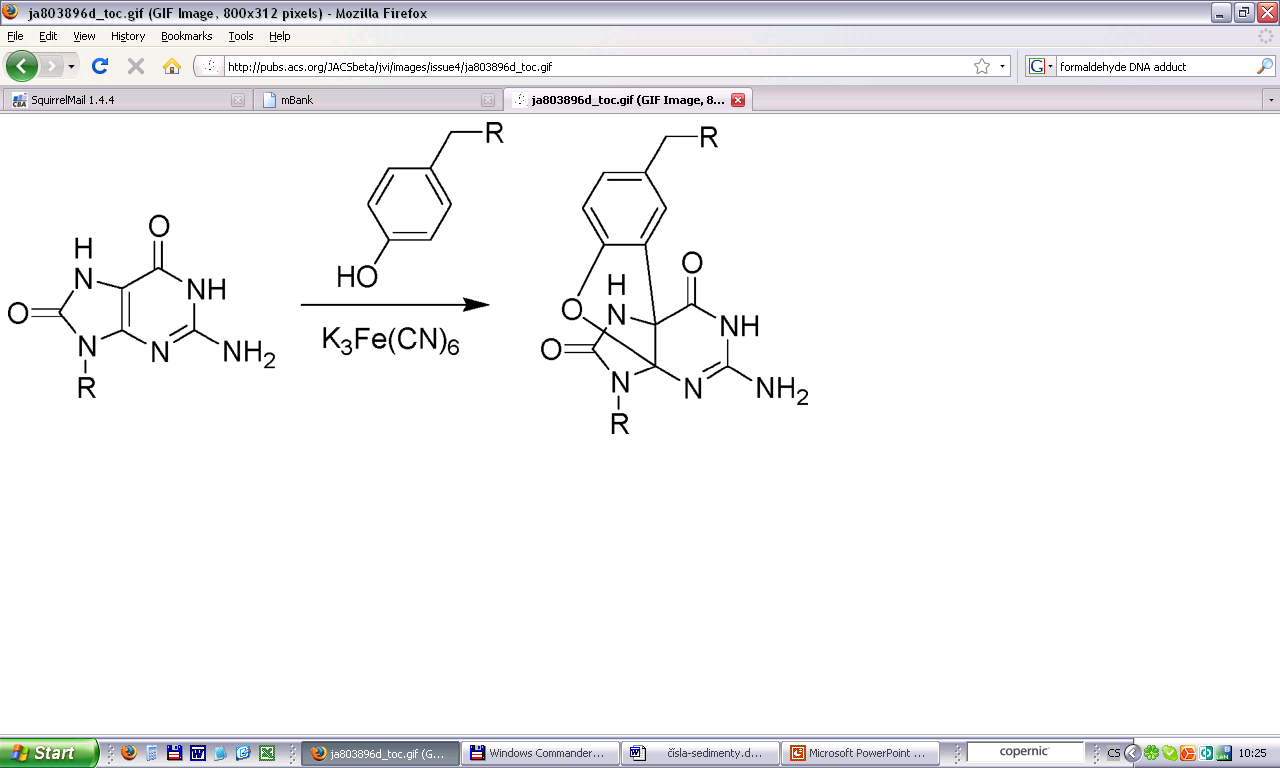 ja803896d_toc.gif (GIF Image, 800x312 pixels) - Mozilla Firefox
File Edit View History Bookmarks Tools Help
http://pubs.acs.org/JACSbeta/jvi/images/issue4/ja803896d_toc.gif
G formaldehyde DNA adduct
CBA SquirrelMail 1.4.4
mBank
ja803896d_toc.gif (GIF Image, 8...
R
HO
K3Fe(CN)6
H
N
O
O
NH
N
N
NH2
R
R
O
H
N
O
O
NH
N
N
NH2
R
Start
W
ja803896d_toc.gif (G...
Windows Commander...
čísla-serpentiny.d...
Microsoft PowerPoint ...
copernic
CS
10:25